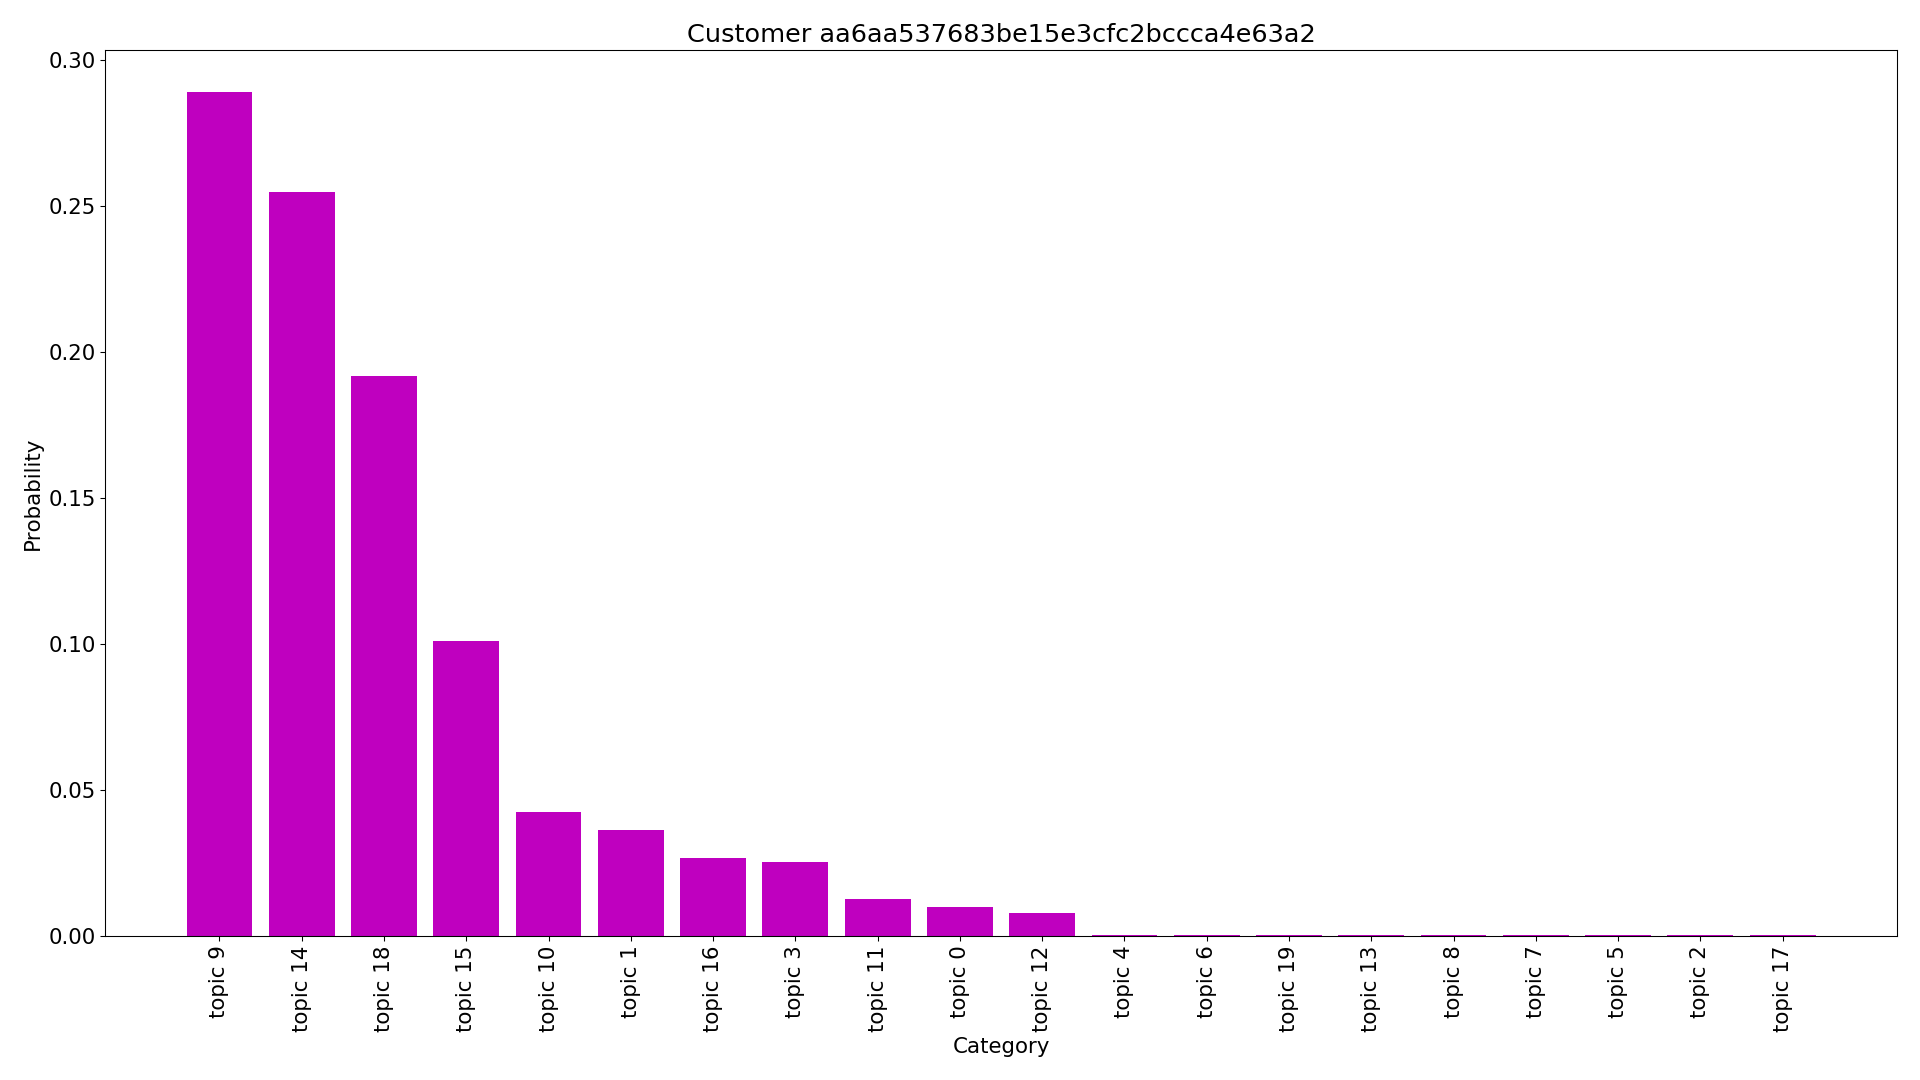 Customer aa6aa537683be15e3cfc2bccca4e63a2
Probability
0.30
0.25
0.20
0.15
0.10
0.05
0.00
topic 9
topic 14
topic 18
topic 15
topic 10
topic 1
topic 16
topic 3
topic 11
topic 0
topic 12
topic 4
topic 6
topic 19
topic 13
topic 8
topic 7
topic 5
topic 2
topic 17
Category